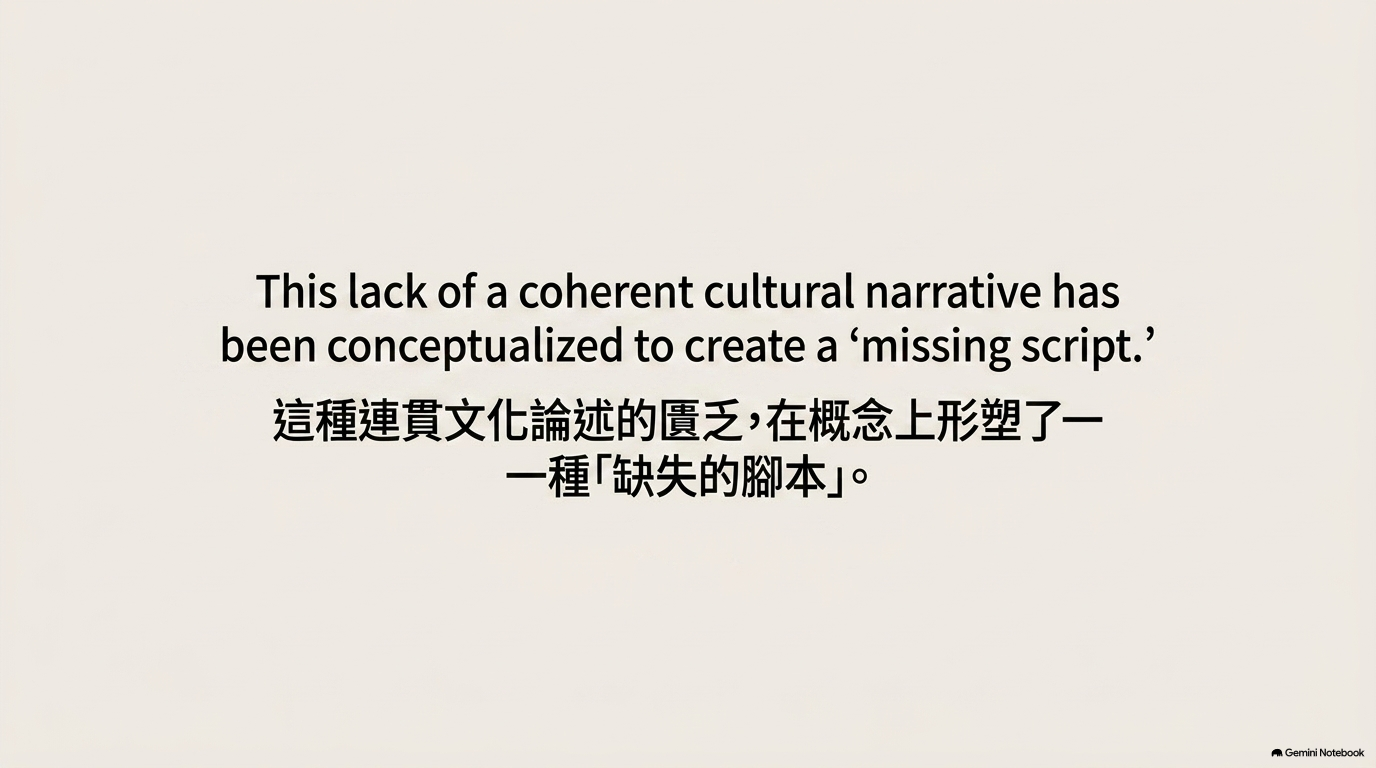 This lack of a coherent cultural narrative has
been conceptualized to create a ‘missing script.’
這種連貫文化論述的匱乏,在概念上形塑了一
一種「缺失的腳本」。
Gemini Notebook